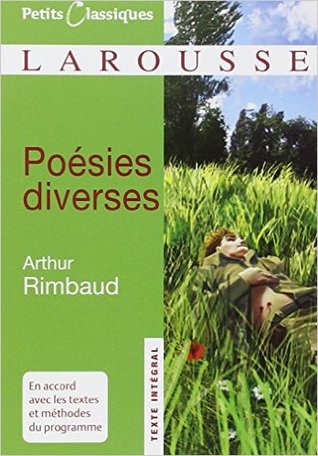 Petits Classiques
LAROUSSE
Poésies
diverses
Arthur
Rimbaud
En accord
avec les textes
et méthodes
du programme
TEXTE INTÉGRAL